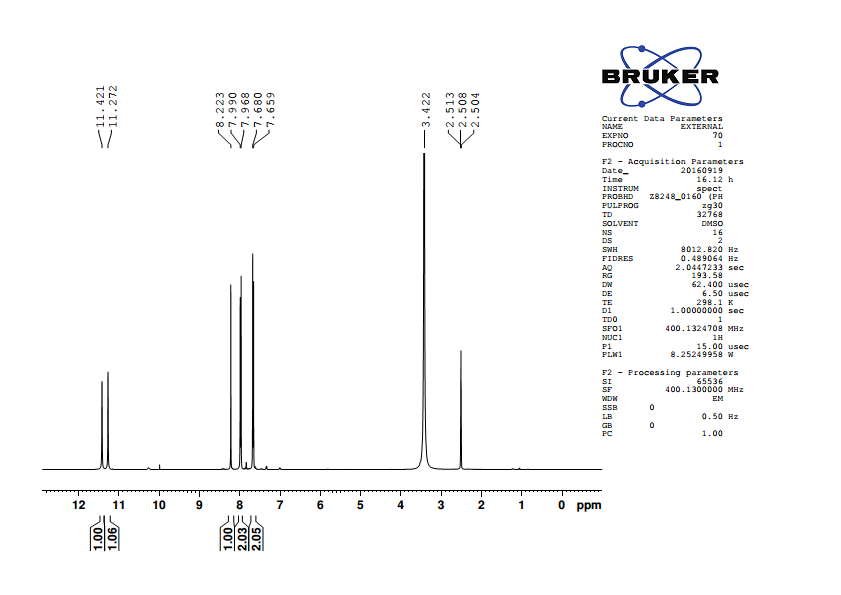 11.421
11.272
8.223
7.990
7.968
7.680
7.659
3.422
2.513
2.508
2.504
BRUKER
Current Data Parameters
NAME EXTERNAL
EXPNO 70
PROCNO 1
F2 - Acquisition Parameters
Date_ 20160919
Time 16.12 h
INSTRUM spect
PROBHD Z8248_0160 (PH
PULPROG zg30
TD 32768
SOLVENT DMSO
NS 16
DS 2
SWH 8012.820 Hz
FIDRES 0.489064 Hz
AQ 2.0447233 sec
RG 193.58
DW 62.400 usec
DE 6.50 usec
TE 298.1 K
D1 1.00000000 sec
TD0 1
SFO1 400.1324708 MHz
NUC1 1H
P1 15.00 usec
PLW1 8.25249958 W
F2 - Processing parameters
SI 65536
SF 400.1300000 MHz
WDW EM
SSB 0
LB 0.50 Hz
GB 0
PC 1.00
12 11 10 9 8 7 6 5 4 3 2 1 0 ppm
1.00
1.06
1.00
2.03
2.05